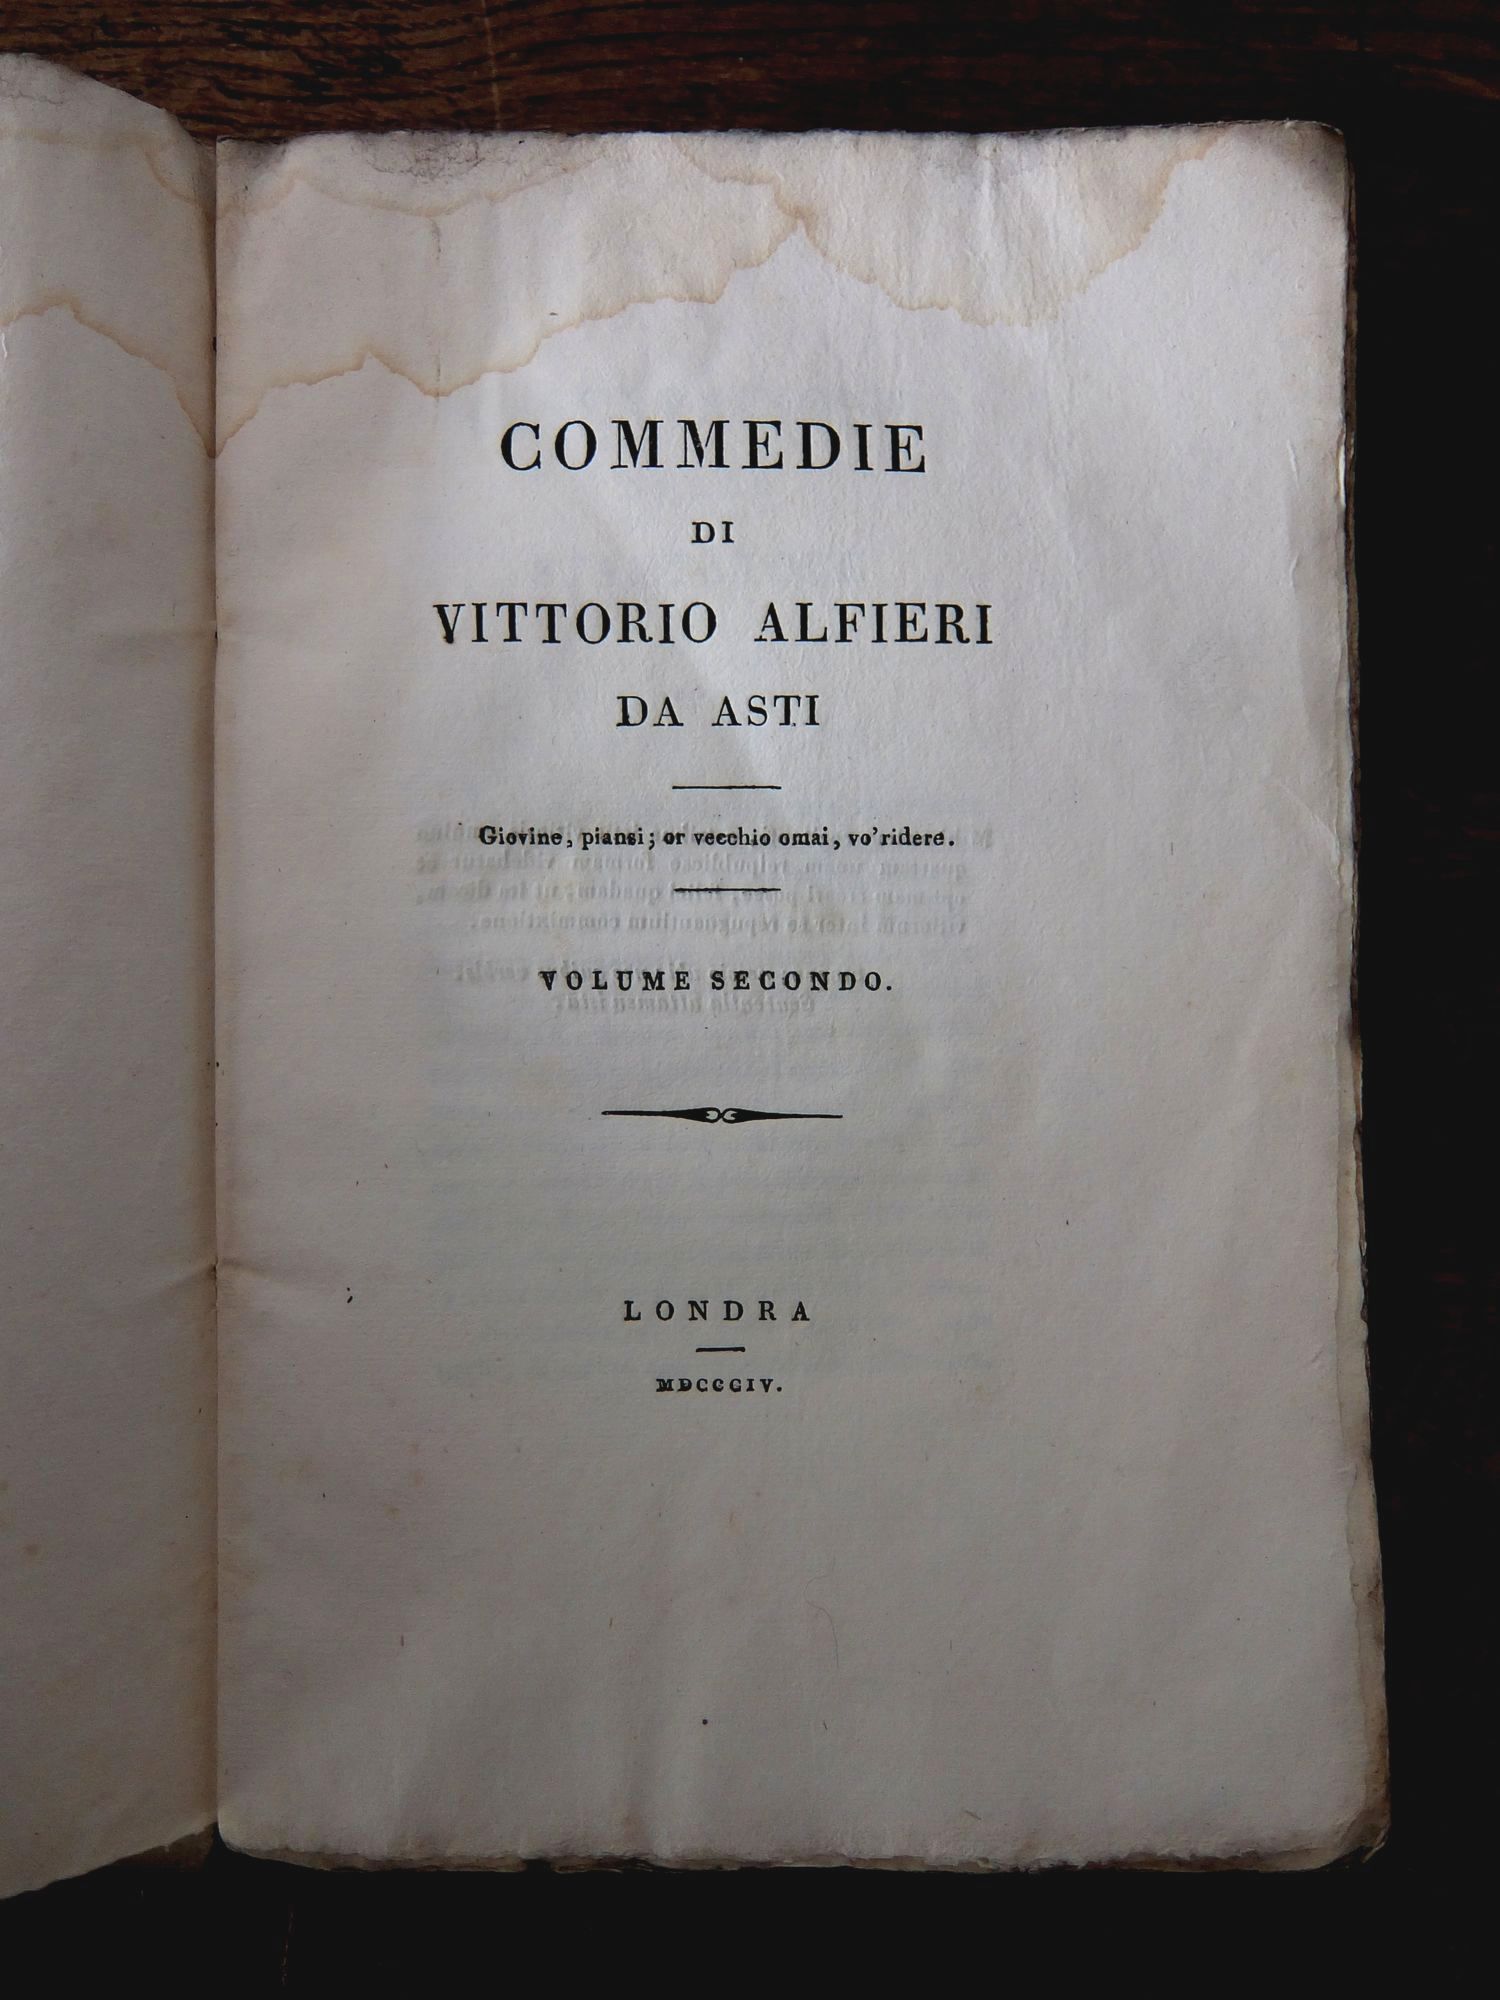 COMMEDIE
DI
VITTORIO ALFIERI
DA ASTI
Giovine, piansi; or vecchio omai, vo'ridere.
VOLUME SECONDO.
LONDRA
MDCCCIV.